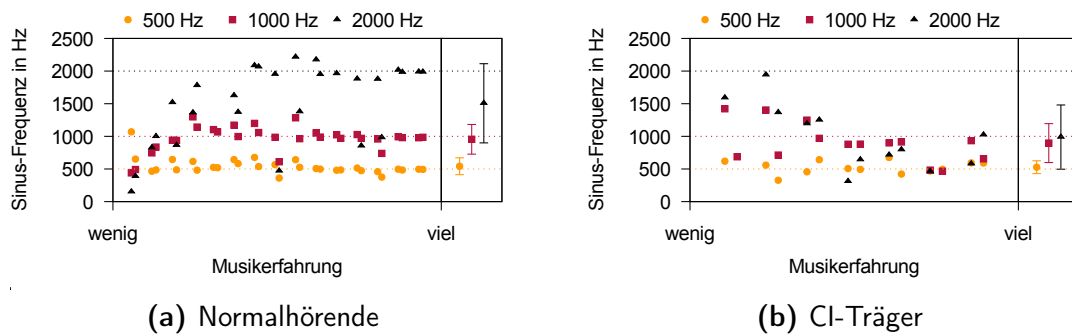 500 Hz 1000 Hz 2000 Hz
Sinus-Frequenz in Hz
2500
2000
1500
1000
500
0
wenig viel
Musikerfahrung
(a) Normalhörende
500 Hz 1000 Hz 2000 Hz
Sinus-Frequenz in Hz
2500
2000
1500
1000
500
0
wenig viel
Musikerfahrung
(b) CI-Träger